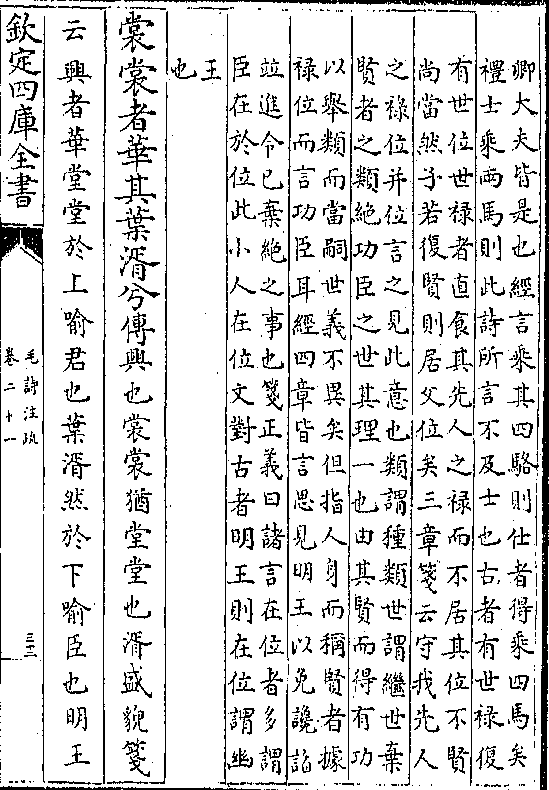 卿大夫皆是也經言乘其四駱則仕者得乘四馬矣
禮士乘兩馬則此詩所言不及士也古者有世祿復
有世位世祿者直食其先人之祿而不居其位不賢
尚當然子若復賢則居父位矣三章箋云守我先人
之祿位并位言之見此意也類謂種類世謂繼世棄
賢者之類絶功臣之世其理一也由其賢而得有功
以舉類而當嗣世義不異矣但指人身而稱賢者據
祿位而言功臣耳經四章皆言思見明王以免讒諂
竝進令已棄絶之事也箋正義曰諸言在位者多謂
臣在於位此小人在位文對古者明王則在位謂幽
王
也
裳裳者華其葉湑兮傳興也裳裳猶堂堂也湑盛貌箋
云興者華堂堂於上喻君也葉湑然於下喻臣也明王
欽定四庫全書
毛詩注疏
卷二十一
三十二